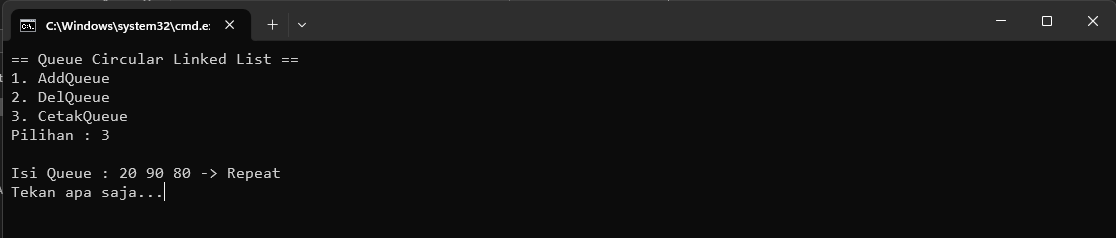 C:\Windows\system32\cmd.e
== Queue Circular Linked List ==
1. AddQueue
2. DelQueue
3. CetakQueue
Pilihan : 3
Isi Queue : 20 90 80 -> Repeat
Tekan apa saja...